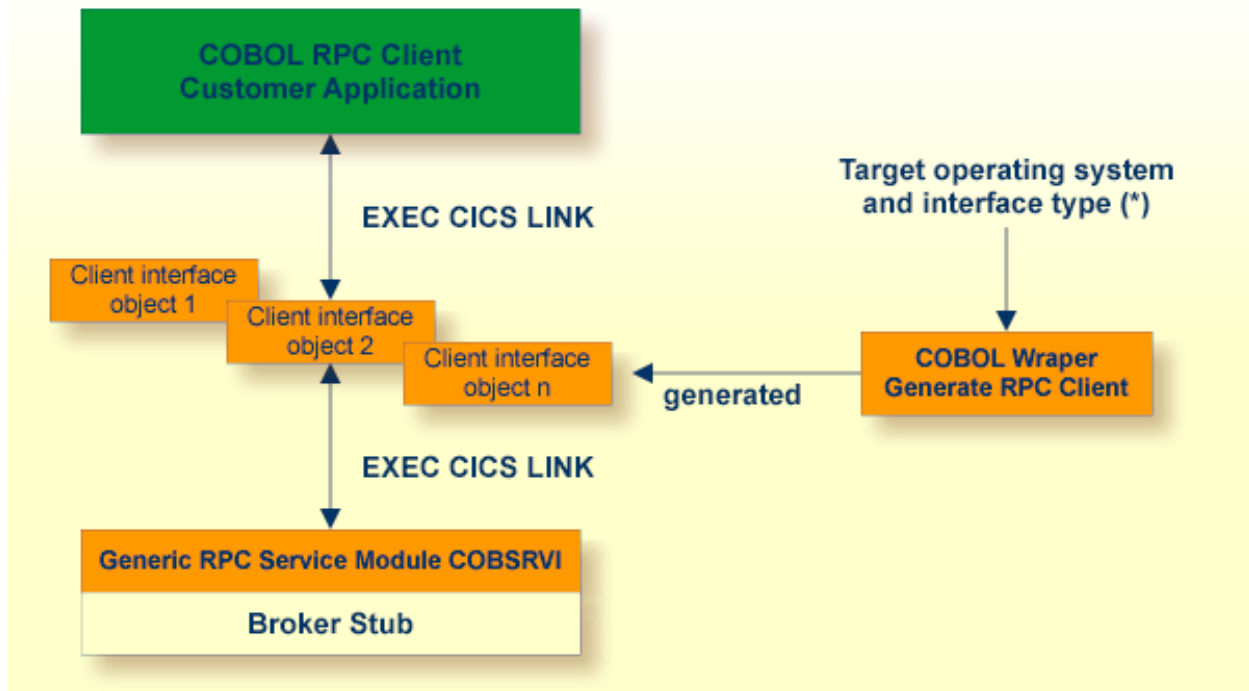 COBOL RPC Client
Customer Application
Target operating system
and interface type (*)
EXEC CICS LINK
Client interface
object 1
Client interface
object 2
Client interface
object n
generated
COBOL Wraper
Generate RPC Client
EXEC CICS LINK
Generic RPC Service Module COBSRVI
Broker Stub